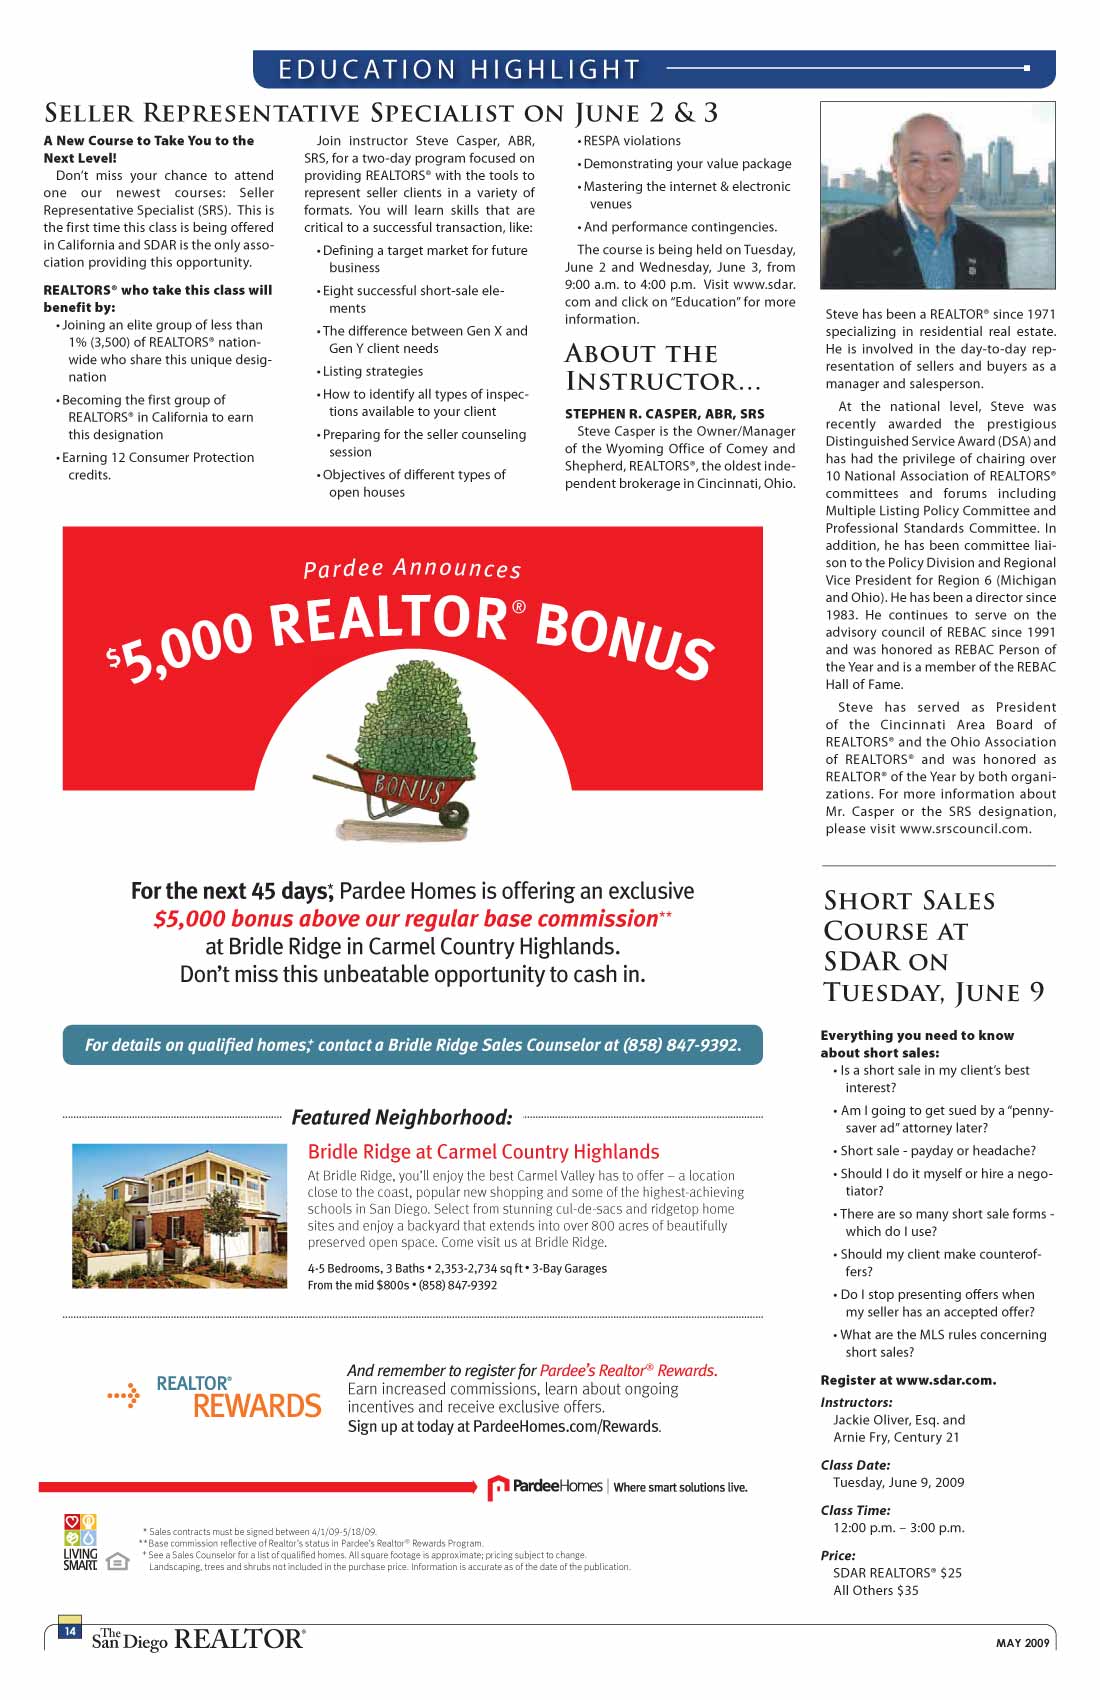 EDUCATION HIGHLIGHT
Seller Representative Specialist on June 2 & 3
A New Course to Take You to the
Next Level!
Don't miss your chance to attend
one our newest courses: Seller
Representative Specialist (SRS). This is
the first time this class is being offered
in California and SDAR is the only asso-
ciation providing this opportunity.
REALTORS® who take this class will
benefit by:
• Joining an elite group of less than
1% (3,500) of REALTORS® nation-
wide who share this unique desig-
nation
• Becoming the first group of
REALTORS® in California to earn
this designation
• Earning 12 Consumer Protection
credits.
Join instructor Steve Casper, ABR,
SRS, for a two-day program focused on
providing REALTORS® with the tools to
represent seller clients in a variety of
formats. You will learn skills that are
critical to a successful transaction, like:
• Defining a target market for future
business
• Eight successful short-sale ele-
ments
• The difference between Gen X and
Gen Y client needs
• Listing strategies
• How to identify all types of inspec-
tions available to your client
• Preparing for the seller counseling
session
• Objectives of different types of
open houses
• RESPA violations
• Demonstrating your value package
• Mastering the internet & electronic
venues
• And performance contingencies.
The course is being held on Tuesday,
June 2 and Wednesday, June 3, from
9:00 a.m. to 4:00 p.m. Visit www.sdar.
com and click on "Education" for more
information.
About the
Instructor...
STEPHEN R. CASPER, ABR, SRS
Steve Casper is the Owner/Manager
of the Wyoming Office of Comey and
Shepherd, REALTORS®, the oldest inde-
pendent brokerage in Cincinnati, Ohio.
Steve has been a REALTOR® since 1971
specializing in residential real estate.
He is involved in the day-to-day rep-
resentation of sellers and buyers as a
manager and salesperson.
At the national level, Steve was
recently awarded the prestigious
Distinguished Service Award (DSA) and
has had the privilege of chairing over
10 National Association of REALTORS®
committees and forums including
Multiple Listing Policy Committee and
Professional Standards Committee. In
addition, he has been committee liai-
son to the Policy Division and Regional
Vice President for Region 6 (Michigan
and Ohio). He has been a director since
1983. He continues to serve on the
advisory council of REBAC since 1991
and was honored as REBAC Person of
the Year and is a member of the REBAC
Hall of Fame.
Steve has served as President
of the Cincinnati Area Board of
REALTORS® and the Ohio Association
of REALTORS® and was honored as
REALTOR® of the Year by both organi-
zations. For more information about
Mr. Casper or the SRS designation,
please visit www.srscouncil.com.
Pardee Announces
$5,000 REALTOR® BONUS
BONUS
For the next 45 days,* Pardee Homes is offering an exclusive
$5,000 bonus above our regular base commission**
at Bridle Ridge in Carmel Country Highlands.
Don't miss this unbeatable opportunity to cash in.
For details on qualified homes,† contact a Bridle Ridge Sales Counselor at (858) 847-9392.
Featured Neighborhood:
Bridle Ridge at Carmel Country Highlands
At Bridle Ridge, you'll enjoy the best Carmel Valley has to offer – a location
close to the coast, popular new shopping and some of the highest-achieving
schools in San Diego. Select from stunning cul-de-sacs and ridgetop home
sites and enjoy a backyard that extends into over 800 acres of beautifully
preserved open space. Come visit us at Bridle Ridge.
4-5 Bedrooms, 3 Baths • 2,353-2,734 sq ft • 3-Bay Garages
From the mid $800s • (858) 847-9392
REALTOR®
REWARDS
And remember to register for Pardee's Realtor® Rewards.
Earn increased commissions, learn about ongoing
incentives and receive exclusive offers.
Sign up at today at PardeeHomes.com/Rewards.
PardeeHomes | Where smart solutions live.
LIVING
SMART
* Sales contracts must be signed between 4/1/09-5/18/09.
** Base commission reflective of Realtor's status in Pardee's Realtor® Rewards Program.
† See a Sales Counselor for a list of qualified homes. All square footage is approximate; pricing subject to change.
Landscaping, trees and shrubs not included in the purchase price. Information is accurate as of the date of the publication.
Short Sales
Course at
SDAR on
Tuesday, June 9
Everything you need to know
about short sales:
• Is a short sale in my client's best
interest?
• Am I going to get sued by a "penny-
saver ad" attorney later?
• Short sale - payday or headache?
• Should I do it myself or hire a nego-
tiator?
• There are so many short sale forms -
which do I use?
• Should my client make counterof-
fers?
• Do I stop presenting offers when
my seller has an accepted offer?
• What are the MLS rules concerning
short sales?
Register at www.sdar.com.
Instructors:
Jackie Oliver, Esq. and
Arnie Fry, Century 21
Class Date:
Tuesday, June 9, 2009
Class Time:
12:00 p.m. – 3:00 p.m.
Price:
SDAR REALTORS® $25
All Others $35
14
The San Diego REALTOR®
MAY 2009